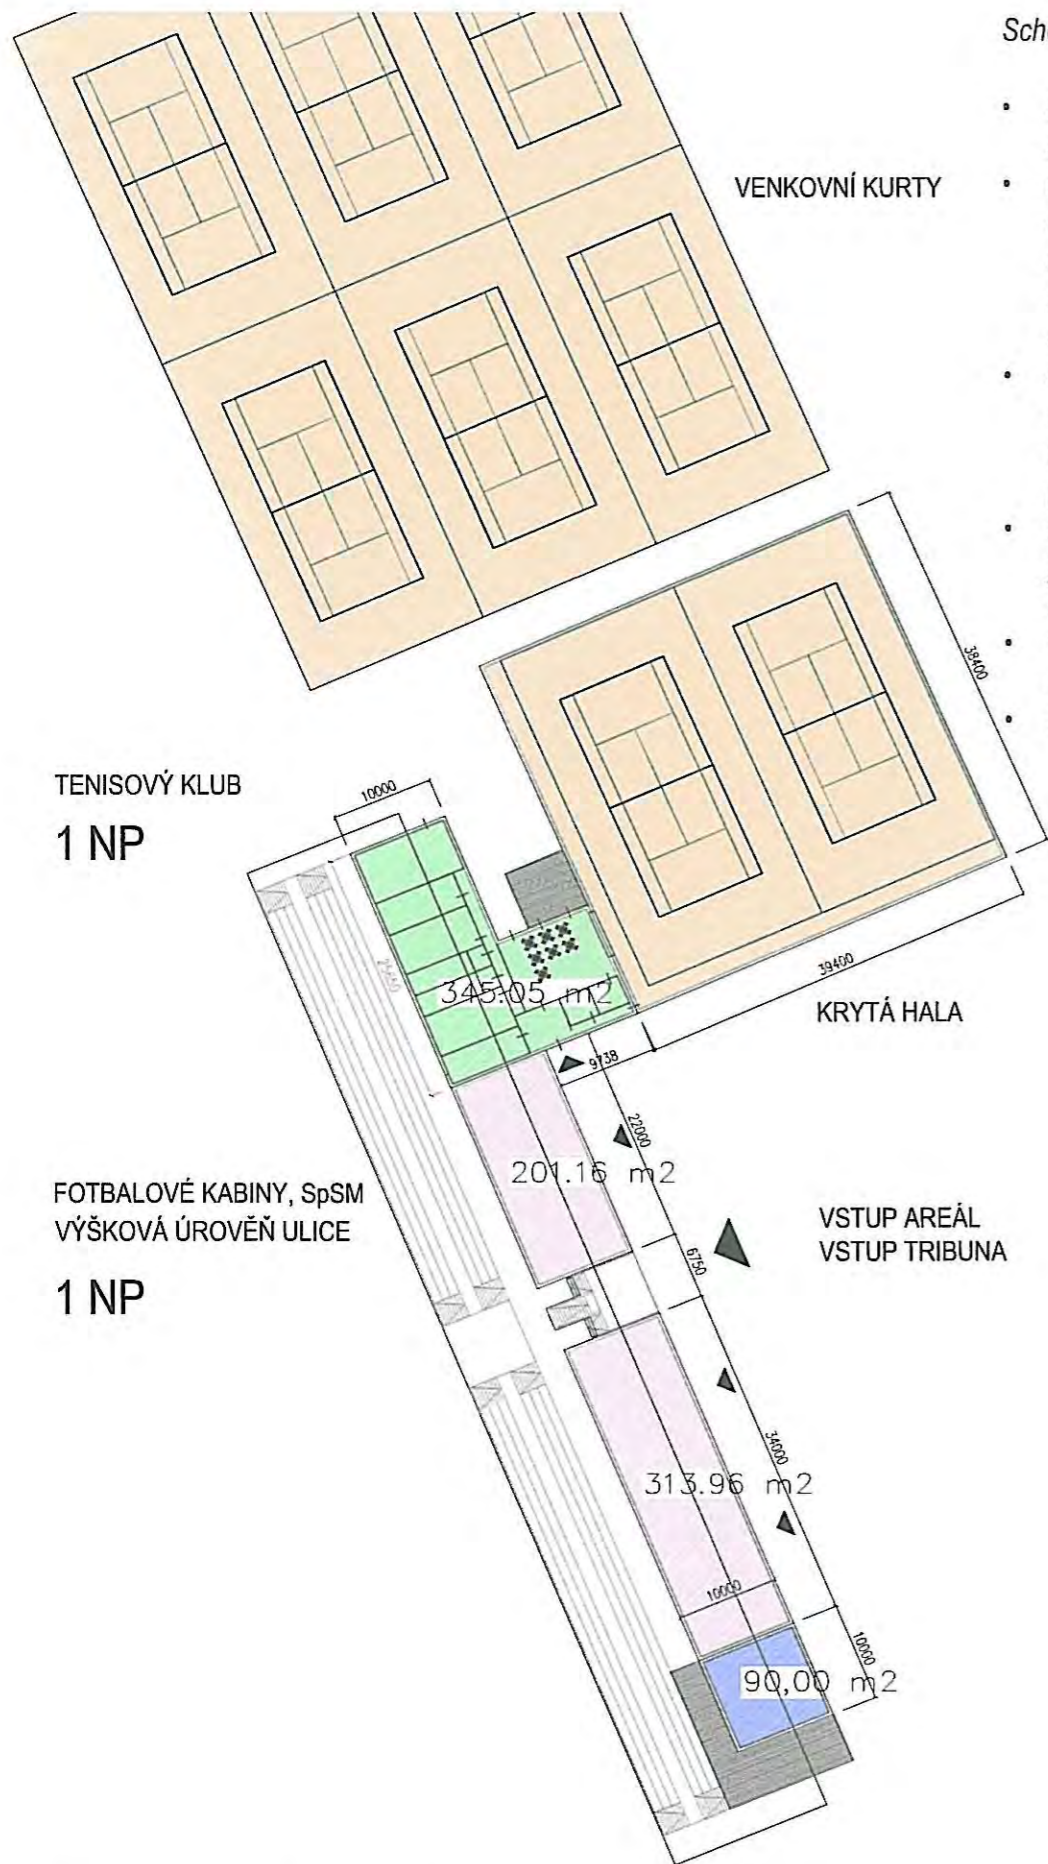 VENKOVNÍ KURTY
38400
TENISOVÝ KLUB
1 NP
10000
345.05 m2
39400
KRYTÁ HALA
9738
22000
201.16 m2
FOTBALOVÉ KABINY, SpSM
VÝŠKOVÁ ÚROVĚŇ ULICE
1 NP
VSTUP AREÁL
VSTUP TRIBUNA
6750
34000
313.96 m2
10000
10000
90,00 m2